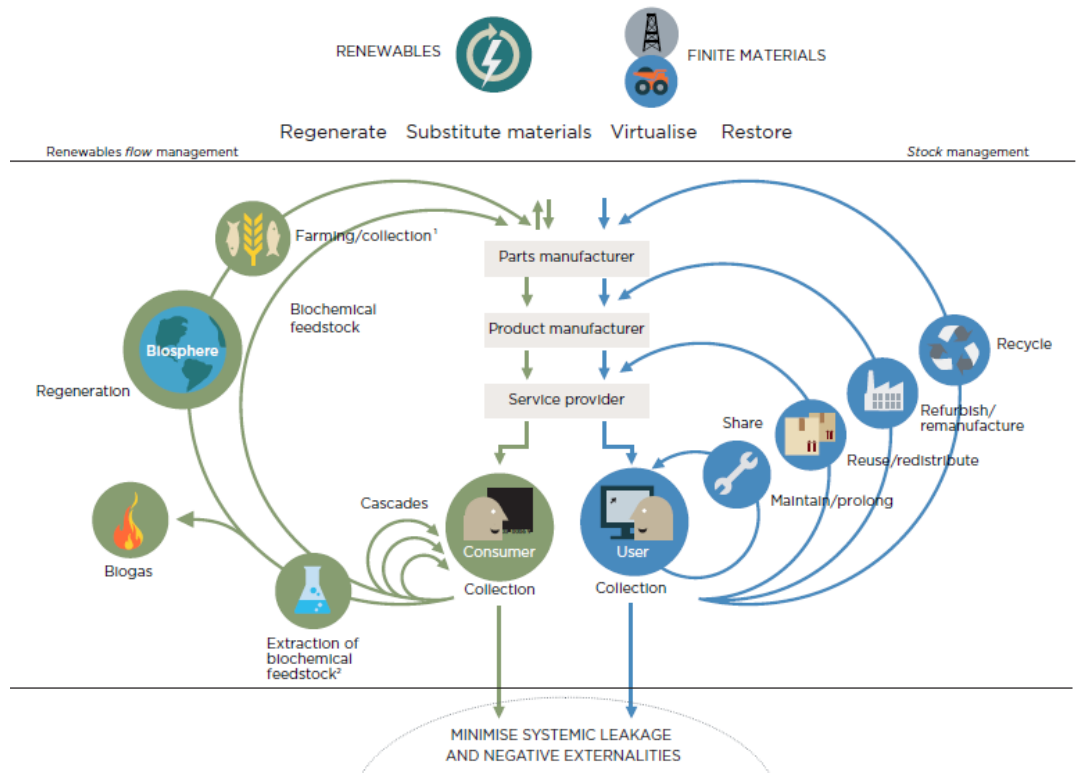 RENEWABLES
FINITE MATERIALS
Regenerate Substitute materials Virtualise Restore
Renewables flow management
Stock management
Farming/collection¹
Parts manufacturer
Biochemical
feedstock
Product manufacturer
Biosphere
Recycle
Regeneration
Service provider
Refurbish/
remanufacture
Share
Reuse/redistribute
Maintain/prolong
Cascades
Consumer
User
Biogas
Collection
Collection
Extraction of
biochemical
feedstock²
MINIMISE SYSTEMIC LEAKAGE
AND NEGATIVE EXTERNALITIES